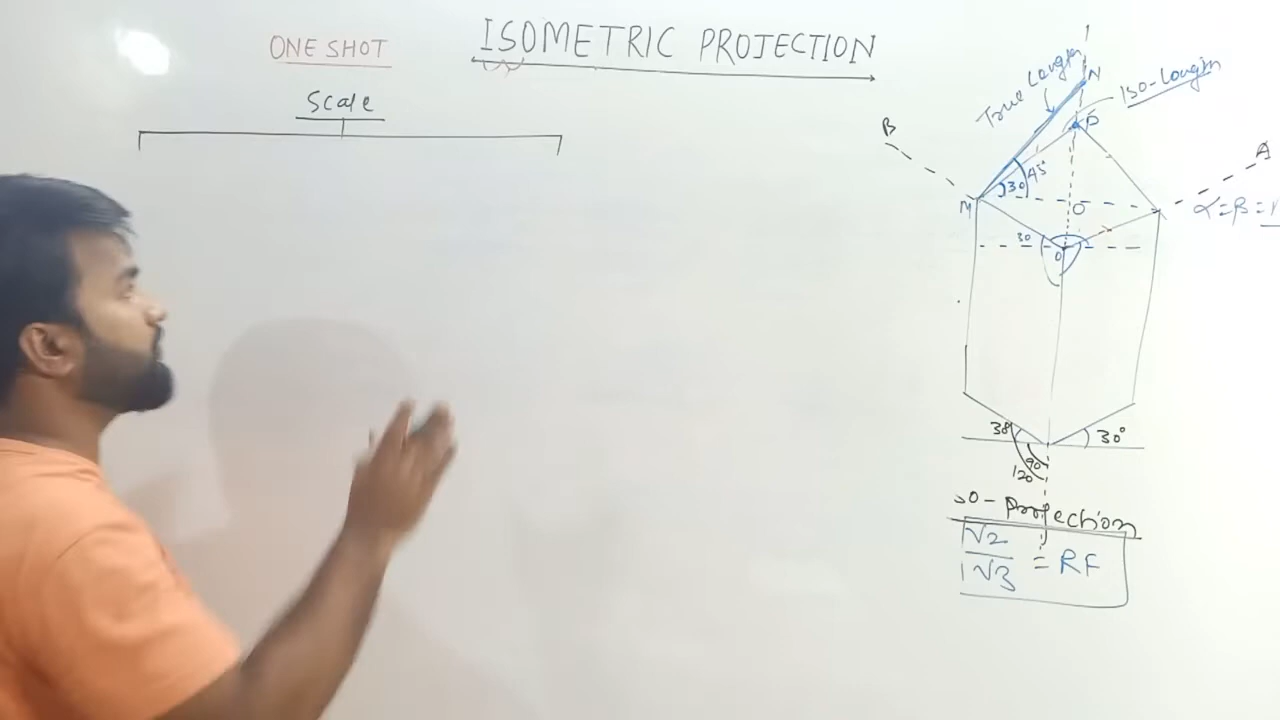 ONE SHOT
ISOMETRIC PROJECTION
Scale
True Length
N
Iso-Length
P
B
A
45°
30
M
O
α=β=
30
O
30°
90
120
Projection
√2
= RF
√3